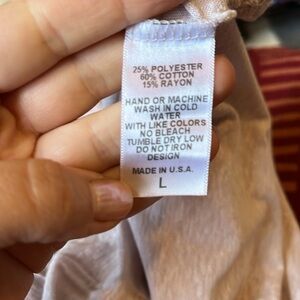 25% POLYESTER
60% COTTON
15% RAYON
HAND OR MACHINE
WASH IN COLD
WATER
WITH LIKE COLORS
NO BLEACH
TUMBLE DRY LOW
DO NOT IRON
DESIGN
MADE IN U.S.A.
L